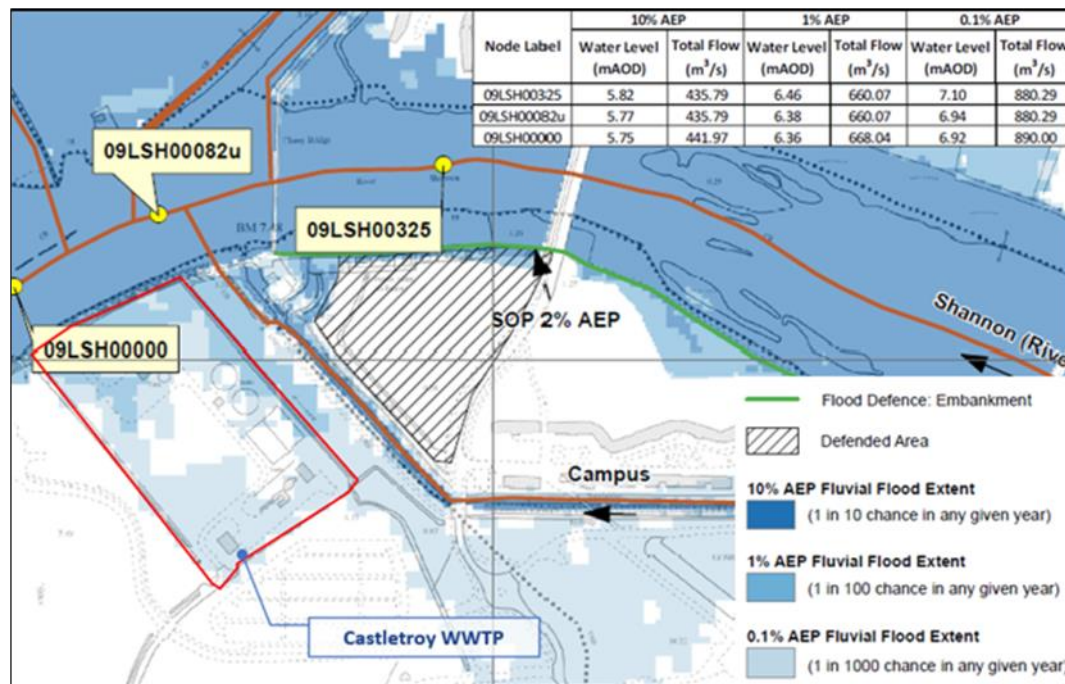 10% AEP 1% AEP 0.1% AEP
Node Label Water Level (mAOD) Total Flow (m³/s) Water Level (mAOD) Total Flow (m³/s) Water Level (mAOD) Total Flow (m³/s)
09LSH00325 5.82 435.79 6.46 660.07 7.10 880.29
09LSH00082u 5.77 435.79 6.38 660.07 6.94 880.29
09LSH00000 5.75 441.97 6.36 668.04 6.92 890.00
09LSH00082u
BM 7.48
09LSH00325
SOP 2% AEP
09LSH00000
Shannon (Rive
Campus
Castletroy WWTP
Flood Defence: Embankment
Defended Area
10% AEP Fluvial Flood Extent
(1 in 10 chance in any given year)
1% AEP Fluvial Flood Extent
(1 in 100 chance in any given year)
0.1% AEP Fluvial Flood Extent
(1 in 1000 chance in any given year)